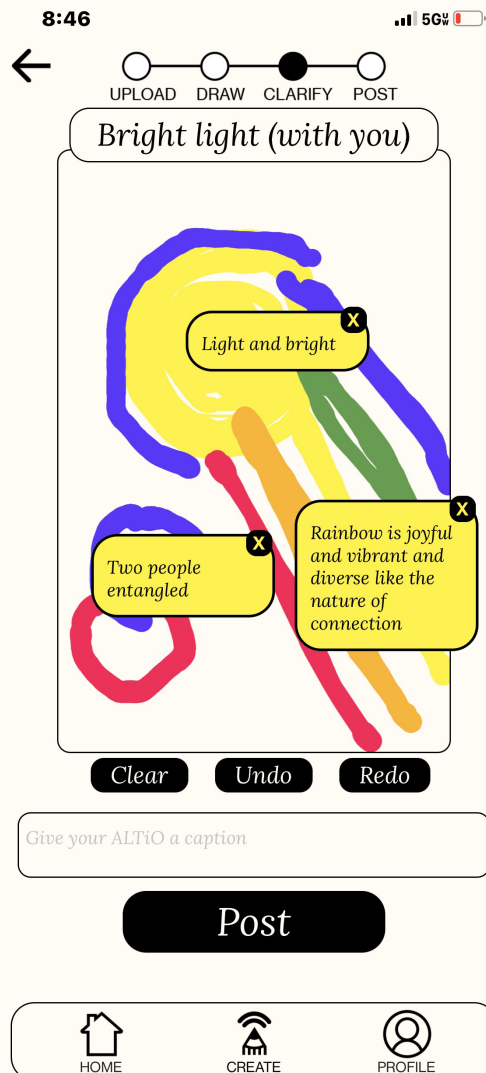 8:46
5G
UPLOAD DRAW CLARIFY POST
Bright light (with you)
X
Light and bright
X
Rainbow is joyful
and vibrant and
diverse like the
nature of
connection
X
Two people
entangled
Clear Undo Redo
Give your ALTiO a caption
Post
HOME CREATE PROFILE